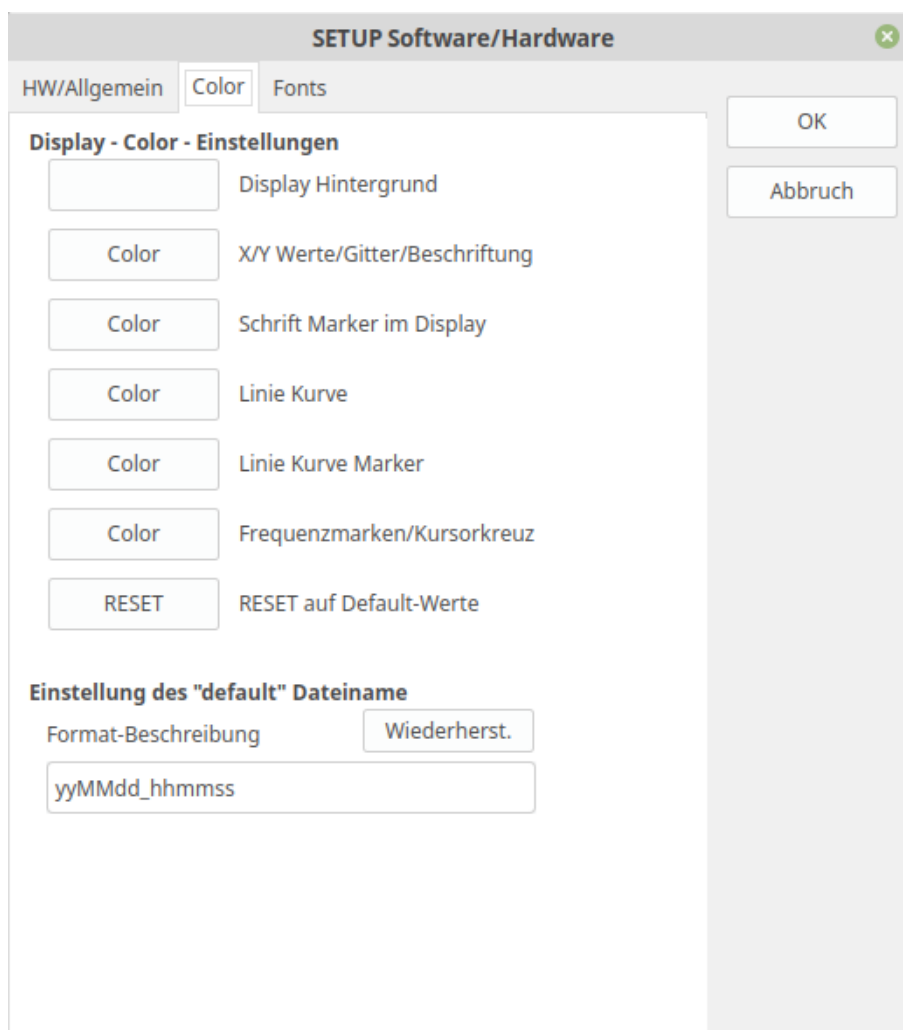 SETUP Software/Hardware
HW/Allgemein Color Fonts
OK
Abbruch
Display - Color - Einstellungen
Display Hintergrund
Color X/Y Werte/Gitter/Beschriftung
Color Schrift Marker im Display
Color Linie Kurve
Color Linie Kurve Marker
Color Frequenzmarken/Kursorkreuz
RESET RESET auf Default-Werte
Einstellung des "default" Dateiname
Format-Beschreibung Wiederherst.
yyMMdd_hhmmss